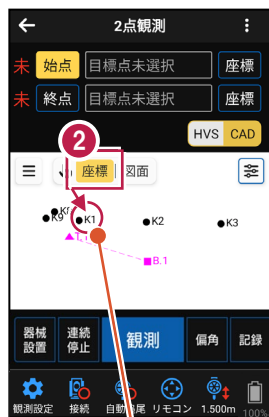 2点観測
未 始点 目標点未選択 座標
未 終点 目標点未選択 座標
HVS CAD
2
座標 図面
K9 K1 K2 K3
B.1
器械設置 連続停止 観測 偏角 記録
観測設定 接続 自動 尾 リモコン 1.500m 100%